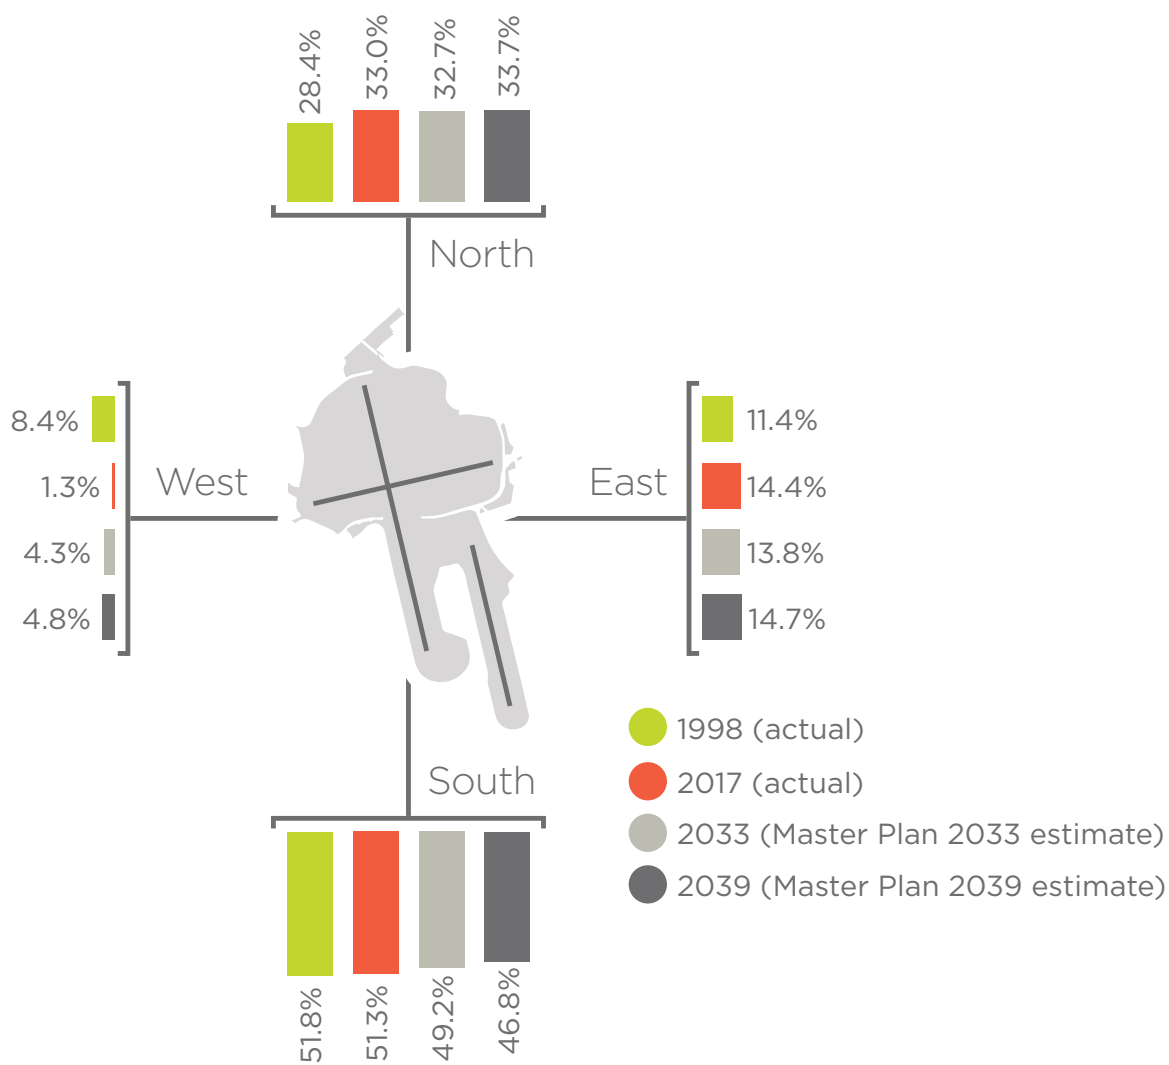 28.4%
33.0%
32.7%
33.7%
North
8.4%
1.3%
4.3%
4.8%
West
East
11.4%
14.4%
13.8%
14.7%
South
51.8%
51.3%
49.2%
46.8%
1998 (actual)
2017 (actual)
2033 (Master Plan 2033 estimate)
2039 (Master Plan 2039 estimate)